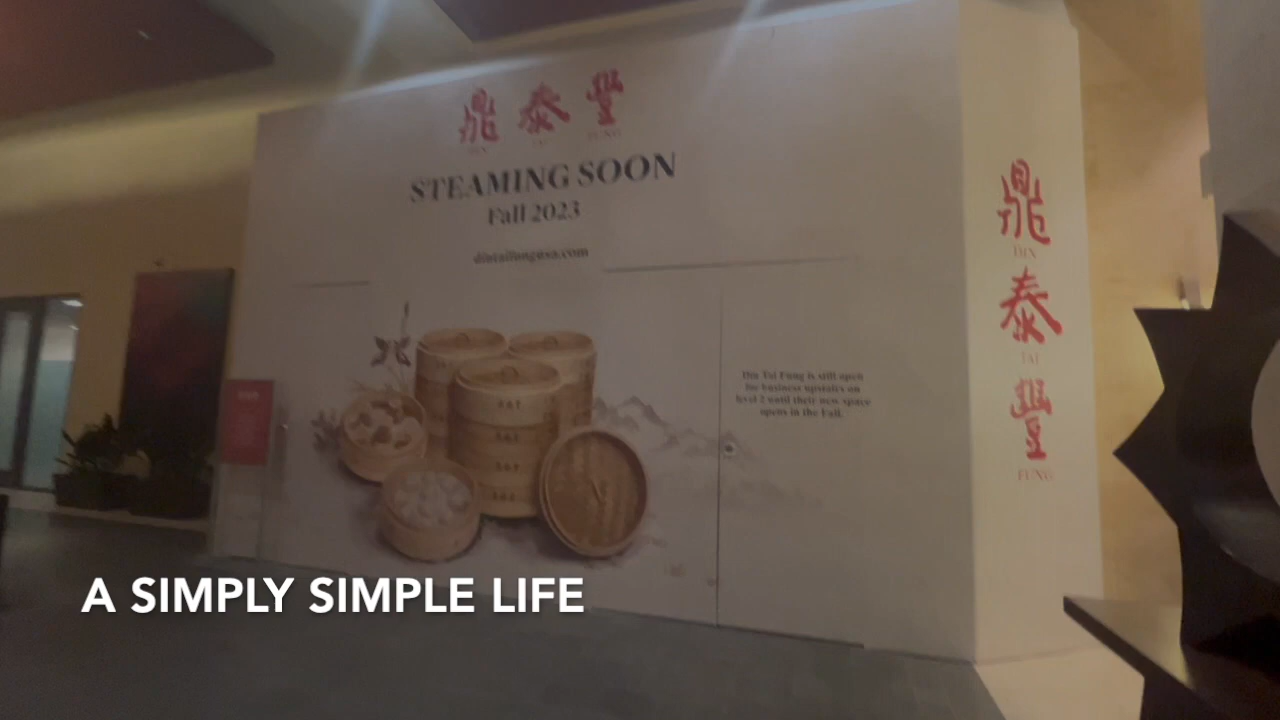 鼎泰豐
DIN TAI FUNG
STEAMING SOON
Fall 2023
dintaifungusa.com
Din Tai Fung is still open
for business upstairs on
level 2 until their new space
opens in the Fall.
鼎
DIN
泰
TAI
豐
FUNG
A SIMPLY SIMPLE LIFE